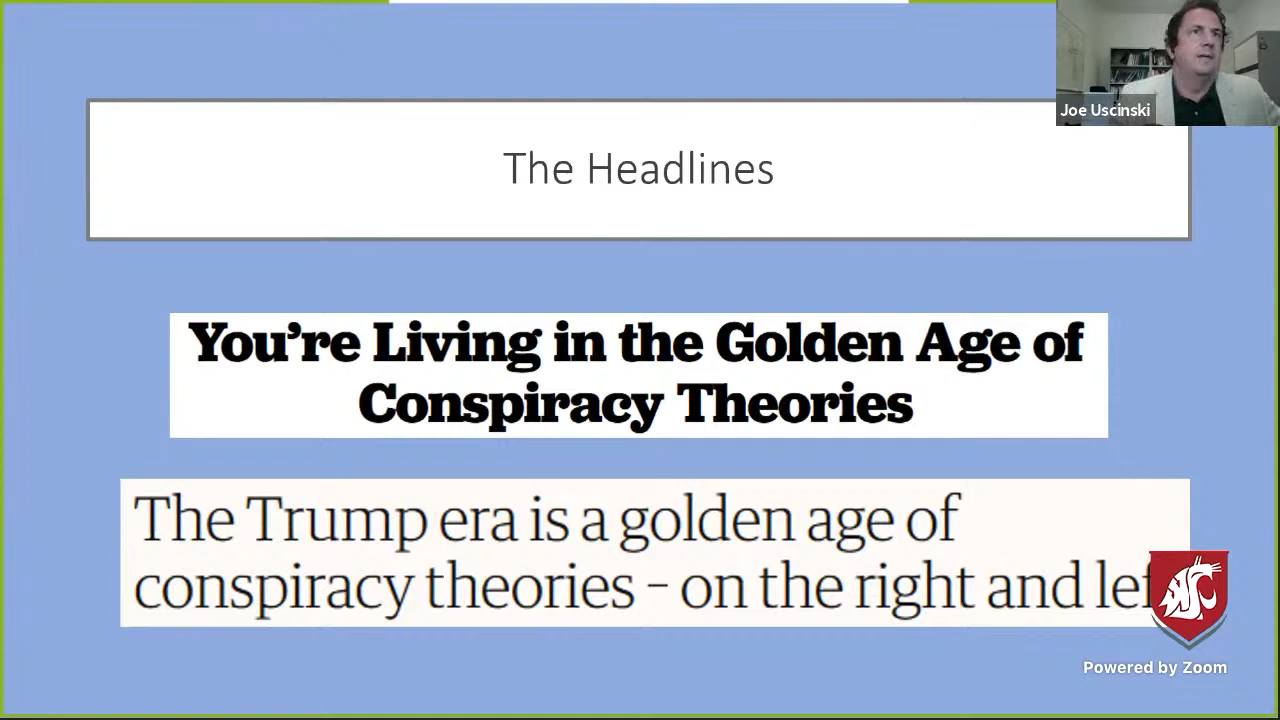 Joe Uscinski
The Headlines
You're Living in the Golden Age of
Conspiracy Theories
The Trump era is a golden age of
conspiracy theories – on the right and lef
Powered by Zoom